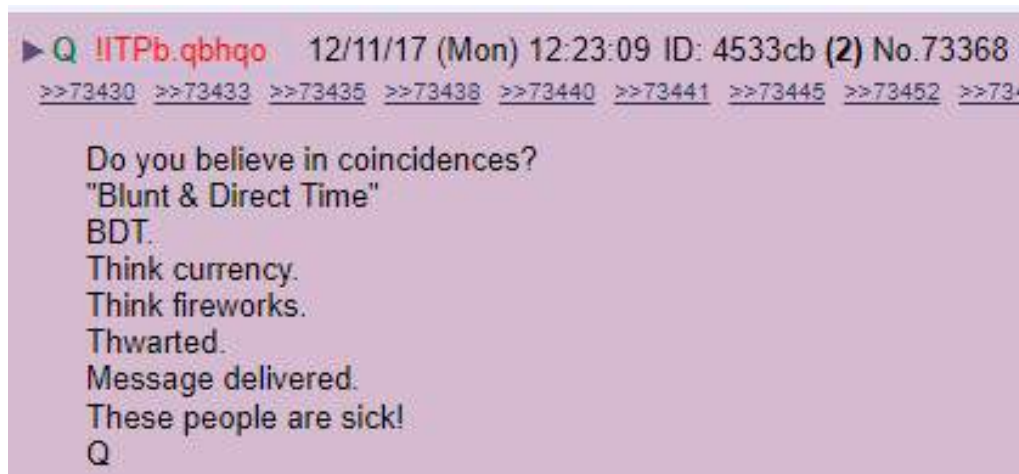 ▶ Q !ITPb.qbhqo 12/11/17 (Mon) 12:23:09 ID: 4533cb (2) No.73368
>>73430 >>73433 >>73435 >>73438 >>73440 >>73441 >>73445 >>73452
Do you believe in coincidences?
"Blunt & Direct Time"
BDT.
Think currency.
Think fireworks.
Thwarted.
Message delivered.
These people are sick!
Q